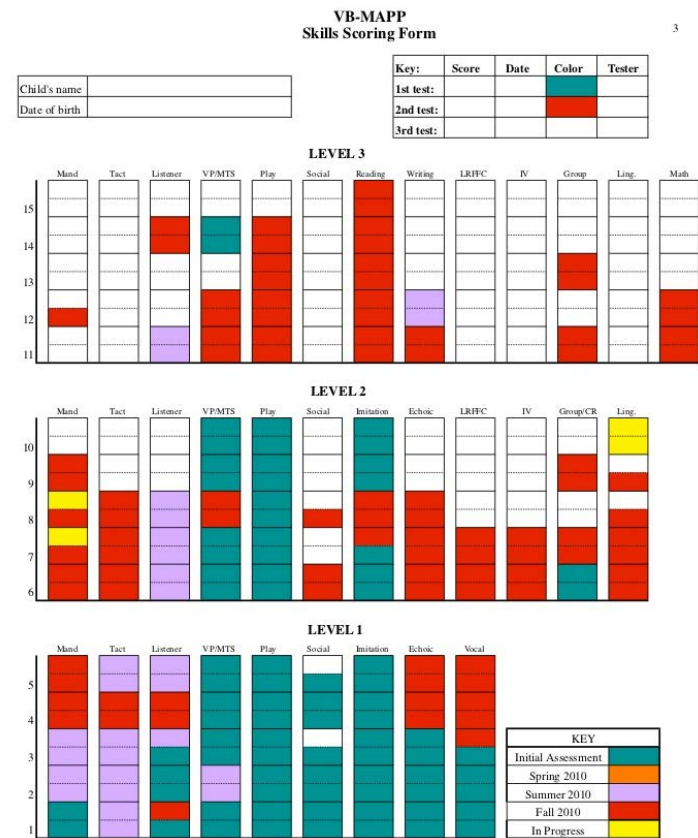 VB-MAPP
Skills Scoring Form
3
Key: Score Date Color Tester
1st test:
2nd test:
3rd test:
Child's name
Date of birth
LEVEL 3
Mand Tact Listener VP/MTS Play Social Reading Writing LRFFC IV Group Ling. Math
15
14
13
12
11
LEVEL 2
Mand Tact Listener VP/MTS Play Social Imitation Echoic LRFFC IV Group/CR Ling.
10
9
8
7
6
LEVEL 1
Mand Tact Listener VP/MTS Play Social Imitation Echoic Vocal
5
4
3
2
1
KEY
Initial Assessment
Spring 2010
Summer 2010
Fall 2010
In Progress